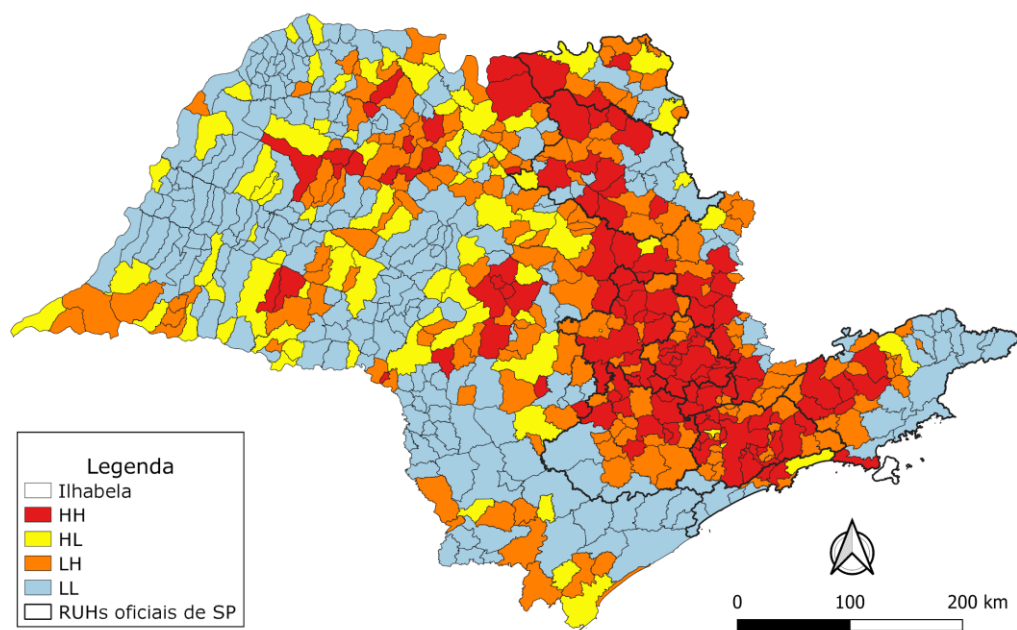 Legenda
Ilhabela
HH
HL
LH
LL
RUHs oficiais de SP
0 100 200 km